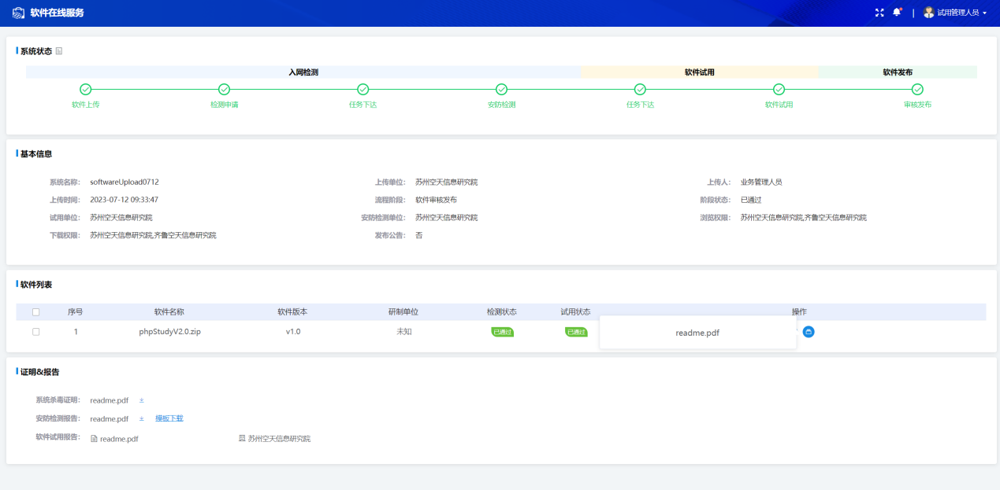 软件在线服务
试用管理人员
系统状态
入网检测 软件试用 软件发布
软件上传 检测申请 任务下达 安防检测 任务下达 软件试用 审核发布
基本信息
系统名称: softwareUpload0712 上传单位: 苏州空天信息研究院 上传人: 业务管理人员
上传时间: 2023-07-12 09:33:47 流程阶段: 软件审核发布 阶段状态: 已通过
试用单位: 苏州空天信息研究院 安防检测单位: 苏州空天信息研究院 浏览权限: 苏州空天信息研究院,齐鲁空天信息研究院
下载权限: 苏州空天信息研究院,齐鲁空天信息研究院 发布公告: 否
软件列表
序号 软件名称 软件版本 研制单位 检测状态 试用状态 操作
1 phpStudyV2.0.zip v1.0 未知 已通过 已通过 readme.pdf
证明&报告
系统杀毒证明: readme.pdf
安防检测报告: readme.pdf 模板下载
软件试用报告: readme.pdf 苏州空天信息研究院